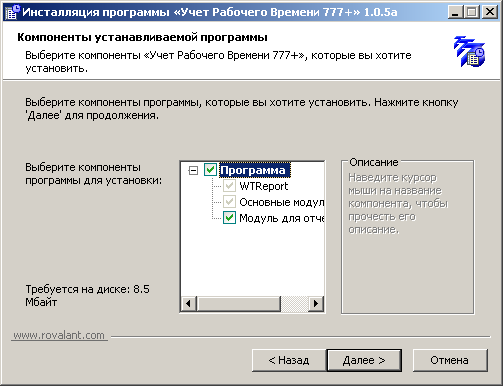 Инсталляция программы «Учет Рабочего Времени 777+» 1.0.5a
Компоненты устанавливаемой программы
Выберите компоненты «Учет Рабочего Времени 777+», которые вы хотите
установить.
Выберите компоненты программы, которые вы хотите установить. Нажмите кнопку
'Далее' для продолжения.
Выберите компоненты
программы для установки:
Программа
WTReport
Основные модул
Модуль для отче
Описание
Наведите курсор
мыши на название
компонента, чтобы
прочесть его
описание.
Требуется на диске: 8.5
Мбайт
www.rovalant.com
< Назад
Далее >
Отмена